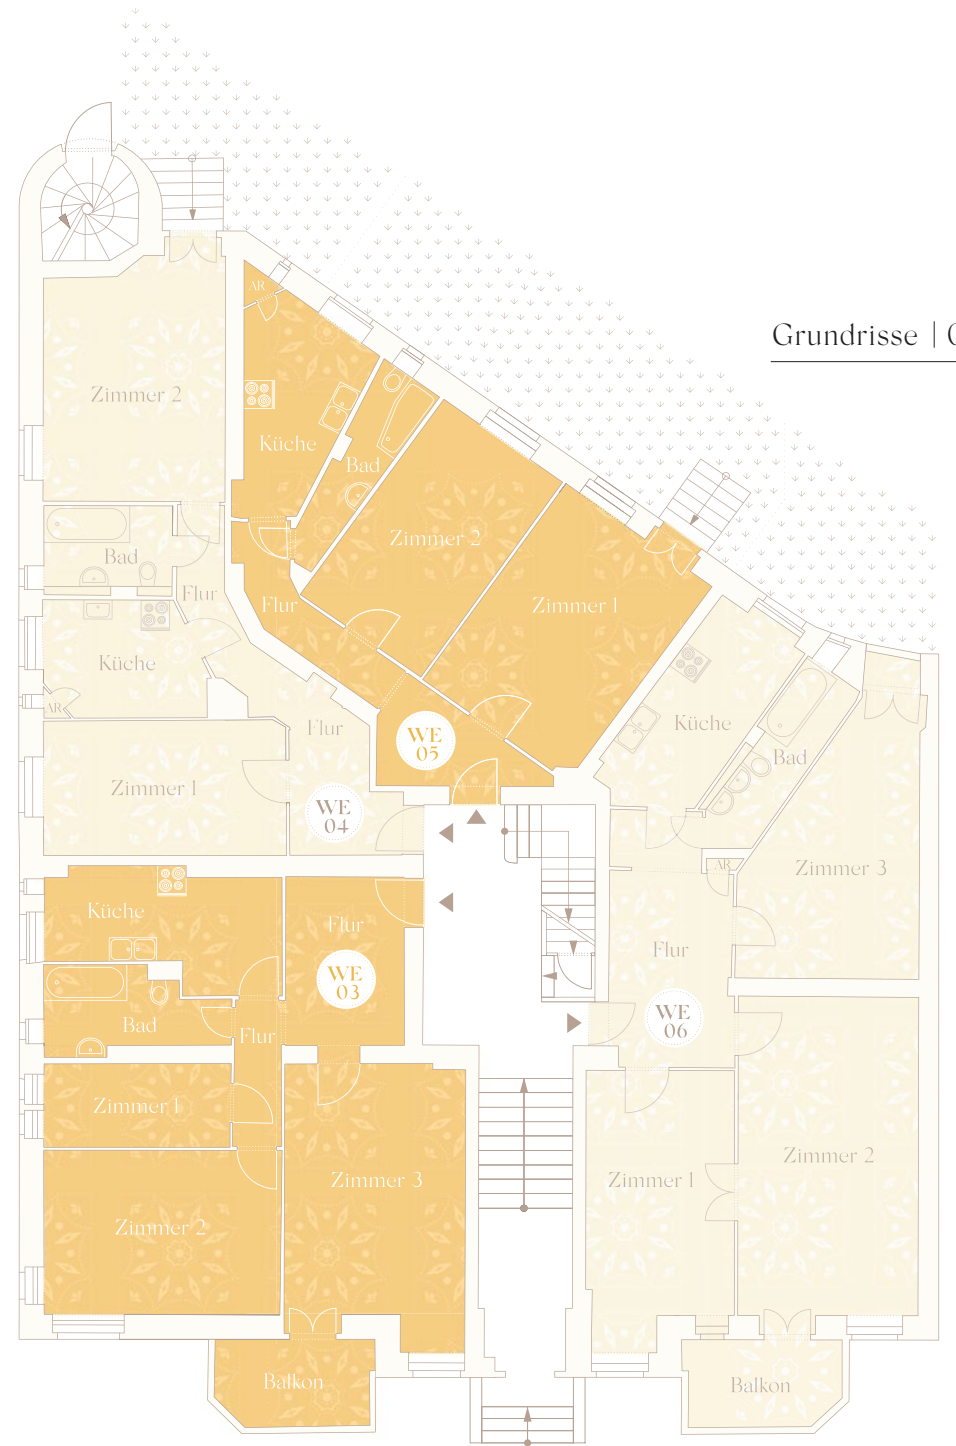 AR
Grundrisse |
Zimmer 2
Küche
Bad
Zimmer 2
Bad
Flur
Flur
Zimmer 1
Küche
AR
Flur
Küche
WE
05
Bad
Zimmer 1
WE
04
AR
Zimmer 3
Küche
Flur
Flur
WE
03
WE
06
Bad
Flur
Zimmer 1
Zimmer 2
Zimmer 3
Zimmer 1
Zimmer 2
Balkon
Balkon